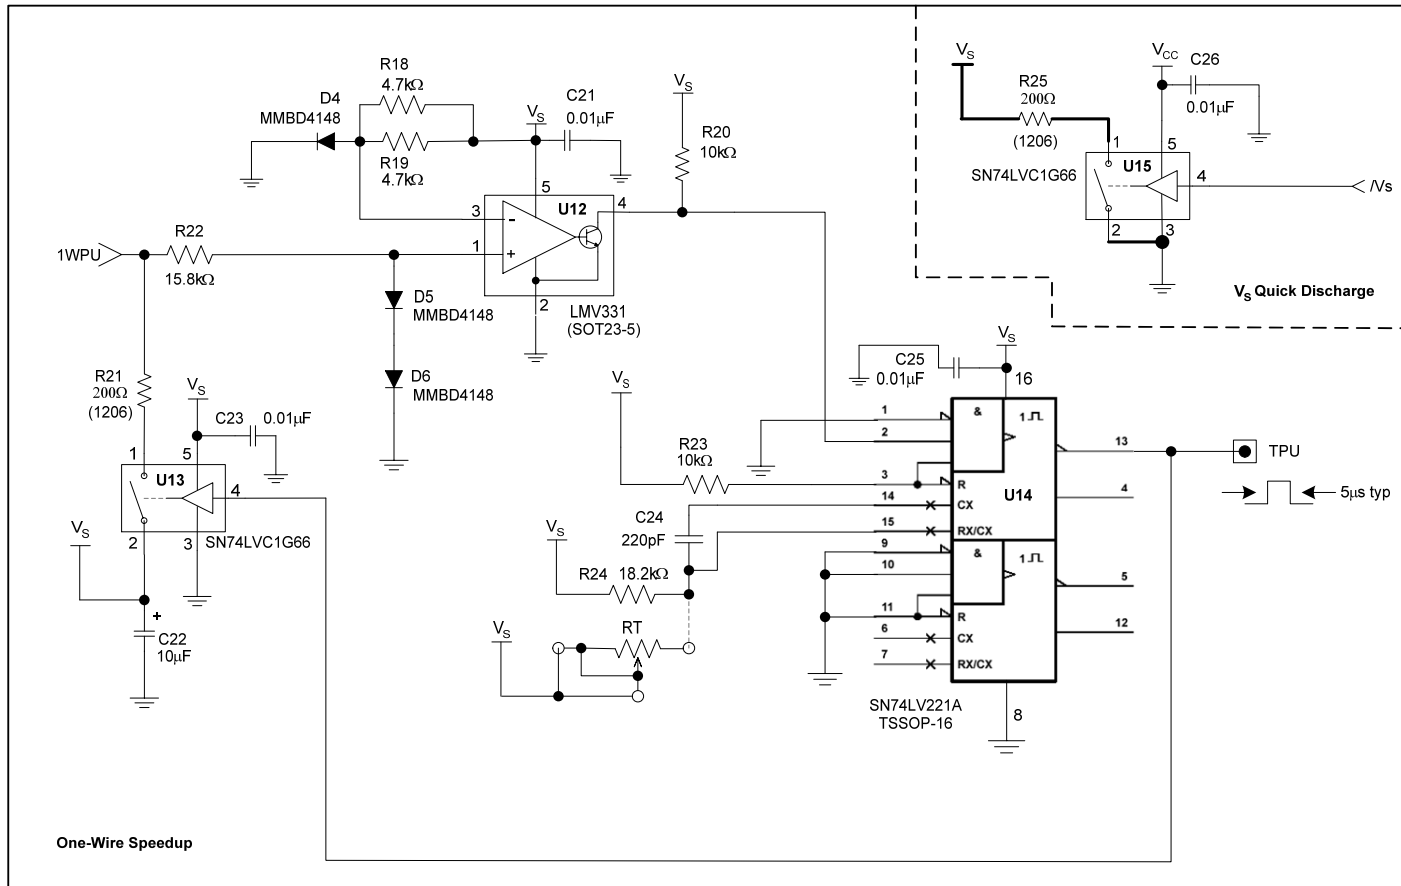 R18
4.7kΩ
D4
MMBD4148
R19
4.7kΩ
VS
C21
0.01µF
VS
R20
10kΩ
5
U12
3
-
1
+
4
2
LMV331
(SOT23-5)
1WPU
R22
15.8kΩ
D5
MMBD4148
D6
MMBD4148
R21
200Ω
(1206)
VS
C23
0.01µF
1
5
U13
4
2
3
SN74LVC1G66
VS
+
C22
10µF
VS
R25
200Ω
(1206)
VCC
C26
0.01µF
1
5
U15
SN74LVC1G66
4
/Vs
2
3
VS Quick Discharge
VS
C25
0.01µF
16
VS
R23
10kΩ
1
2
3
14
15
9
10
11
6
7
&
1
R
CX
RX/CX
U14
&
1
R
CX
RX/CX
13
4
5
12
TPU
5µs typ
C24
220pF
VS
R24
18.2kΩ
VS
RT
SN74LV221A
TSSOP-16
8
One-Wire Speedup